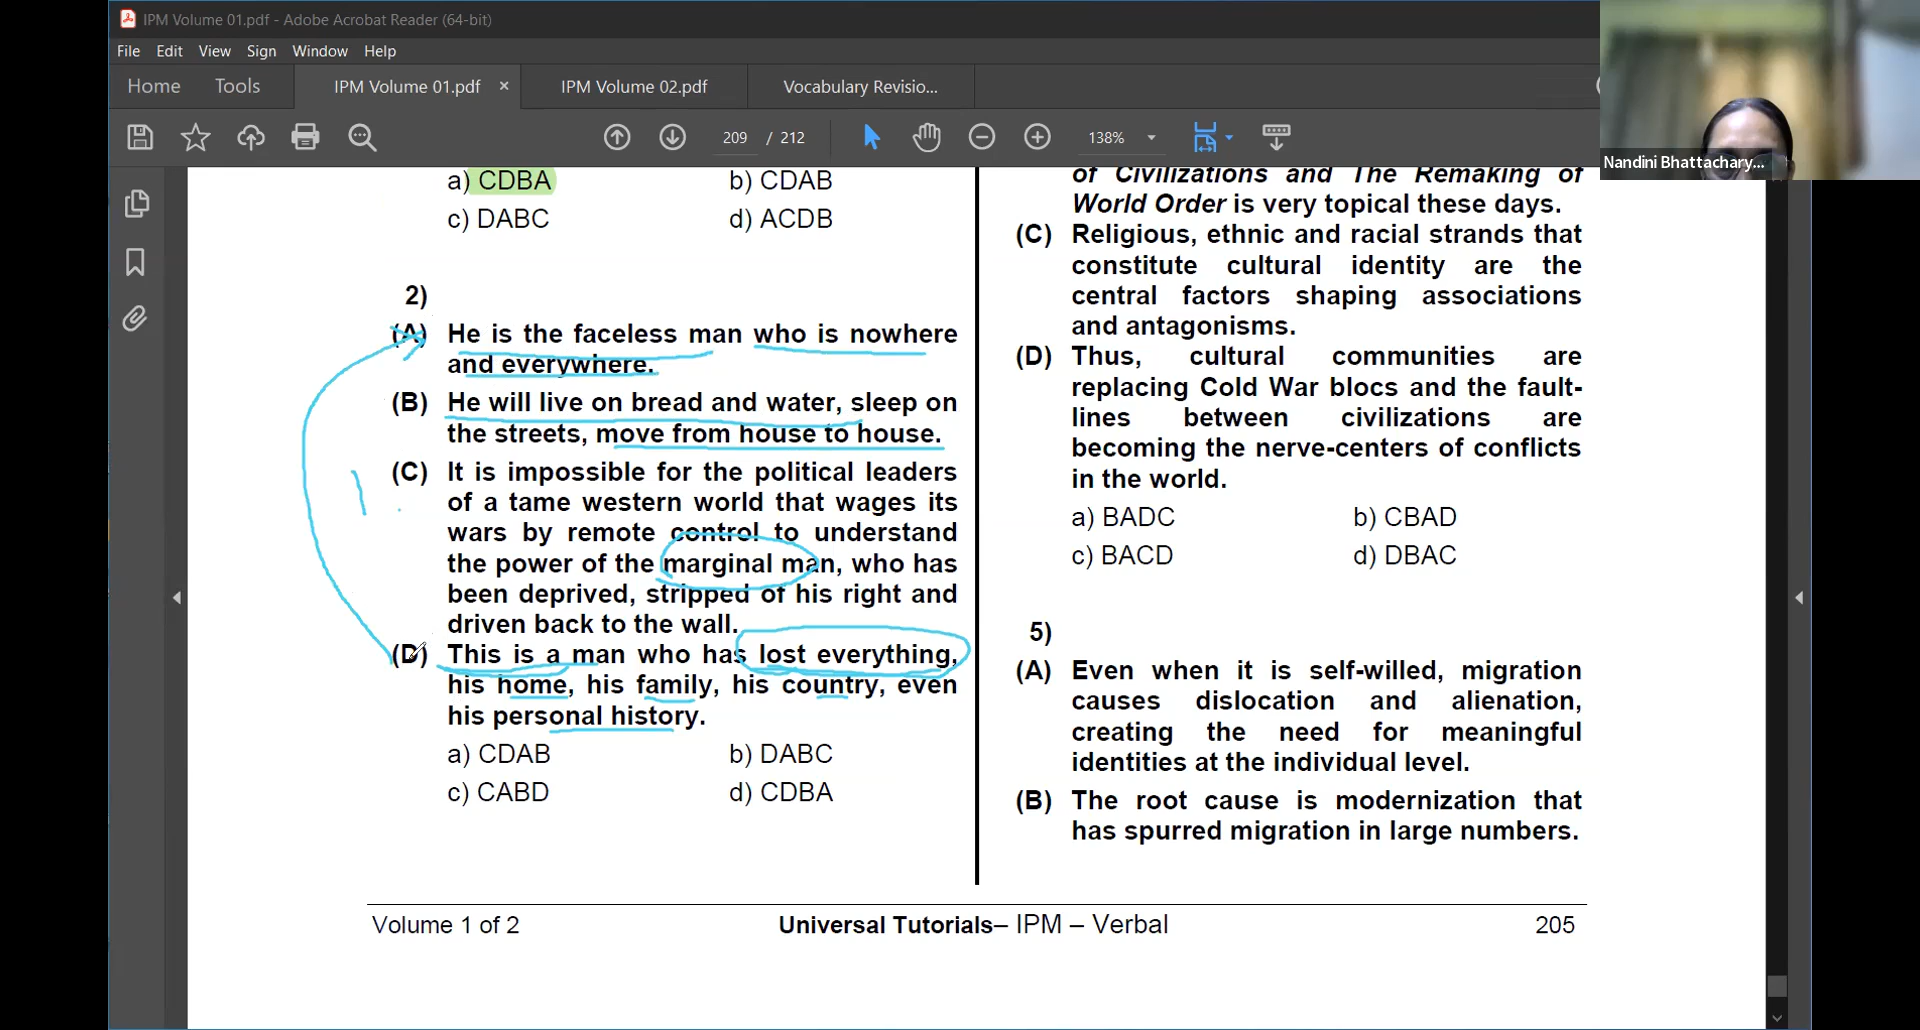 IPM Volume 01.pdf - Adobe Acrobat Reader (64-bit)
File Edit View Sign Window Help
Home Tools IPM Volume 01.pdf × IPM Volume 02.pdf Vocabulary Revisio...
209 / 212 138%
Nandini Bhattachary...
a) CDBA b) CDAB
c) DABC d) ACDB
2)
(A) He is the faceless man who is nowhere
and everywhere.
(B) He will live on bread and water, sleep on
the streets, move from house to house.
(C) It is impossible for the political leaders
of a tame western world that wages its
wars by remote control to understand
the power of the marginal man, who has
been deprived, stripped of his right and
driven back to the wall.
(D) This is a man who has lost everything,
his home, his family, his country, even
his personal history.
a) CDAB b) DABC
c) CABD d) CDBA
of Civilizations and The Remaking of
World Order is very topical these days.
(C) Religious, ethnic and racial strands that
constitute cultural identity are the
central factors shaping associations
and antagonisms.
(D) Thus, cultural communities are
replacing Cold War blocs and the fault-
lines between civilizations are
becoming the nerve-centers of conflicts
in the world.
a) BADC b) CBAD
c) BACD d) DBAC
5)
(A) Even when it is self-willed, migration
causes dislocation and alienation,
creating the need for meaningful
identities at the individual level.
(B) The root cause is modernization that
has spurred migration in large numbers.
Volume 1 of 2 Universal Tutorials– IPM – Verbal 205